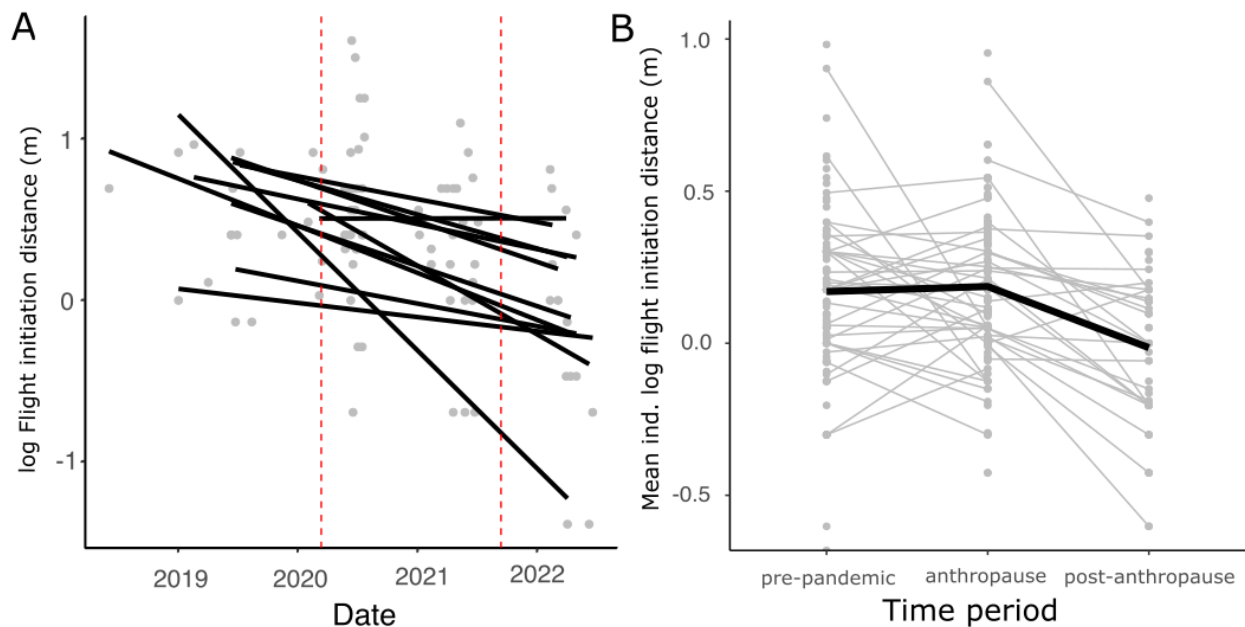 A
log Flight initiation distance (m)
1
0
-1
2019 2020 2021 2022
Date
B
Mean ind. log flight initiation distance (m)
1.0
0.5
0.0
-0.5
pre-pandemic anthropause post-anthropause
Time period